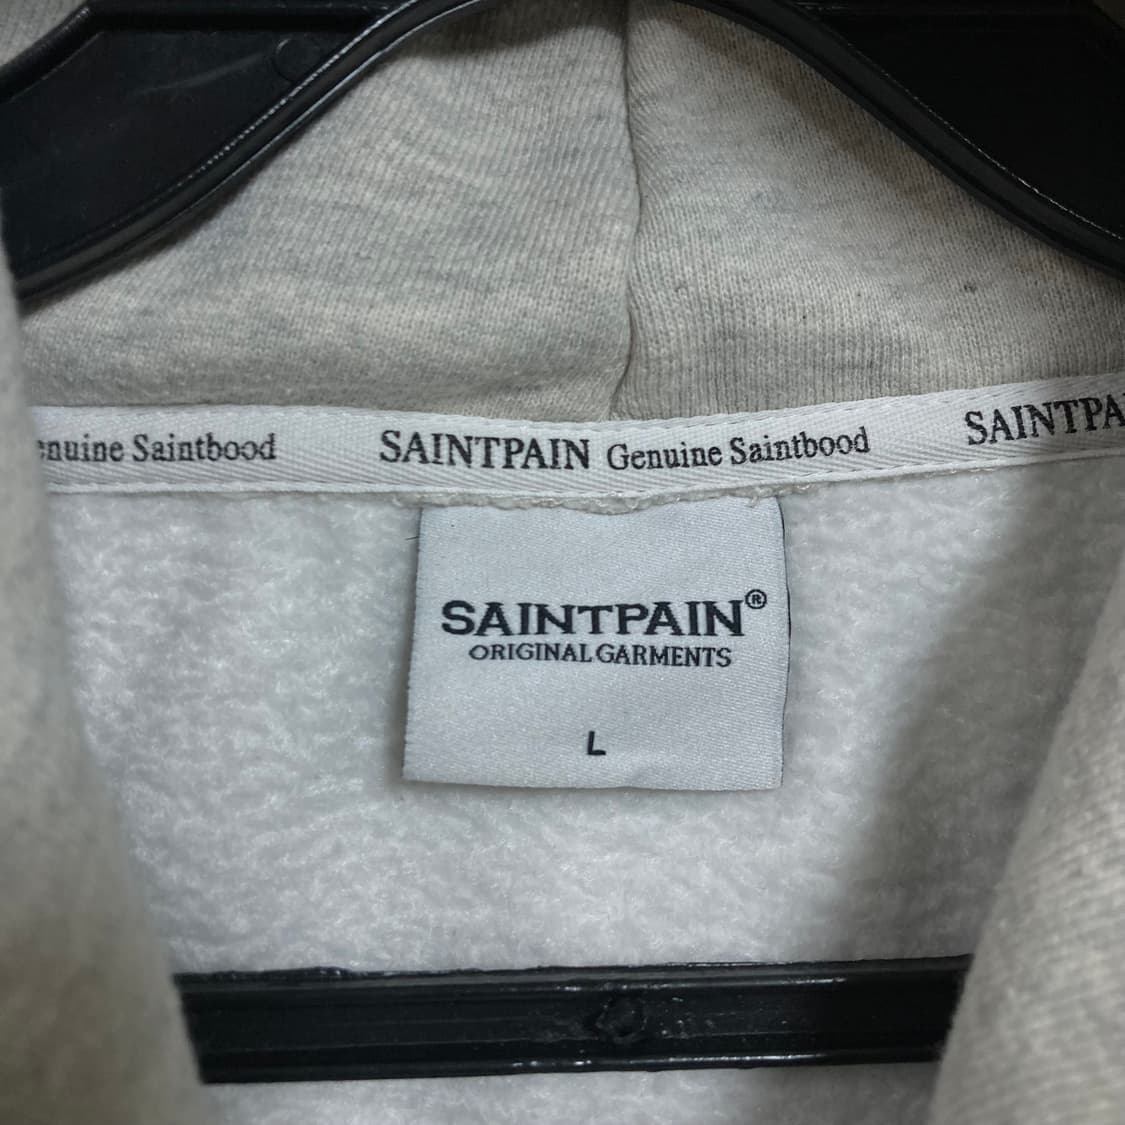 enuine Saintbood SAINTPAIN Genuine Saintbood SAINTPA
SAINTPAIN®
ORIGINAL GARMENTS
L